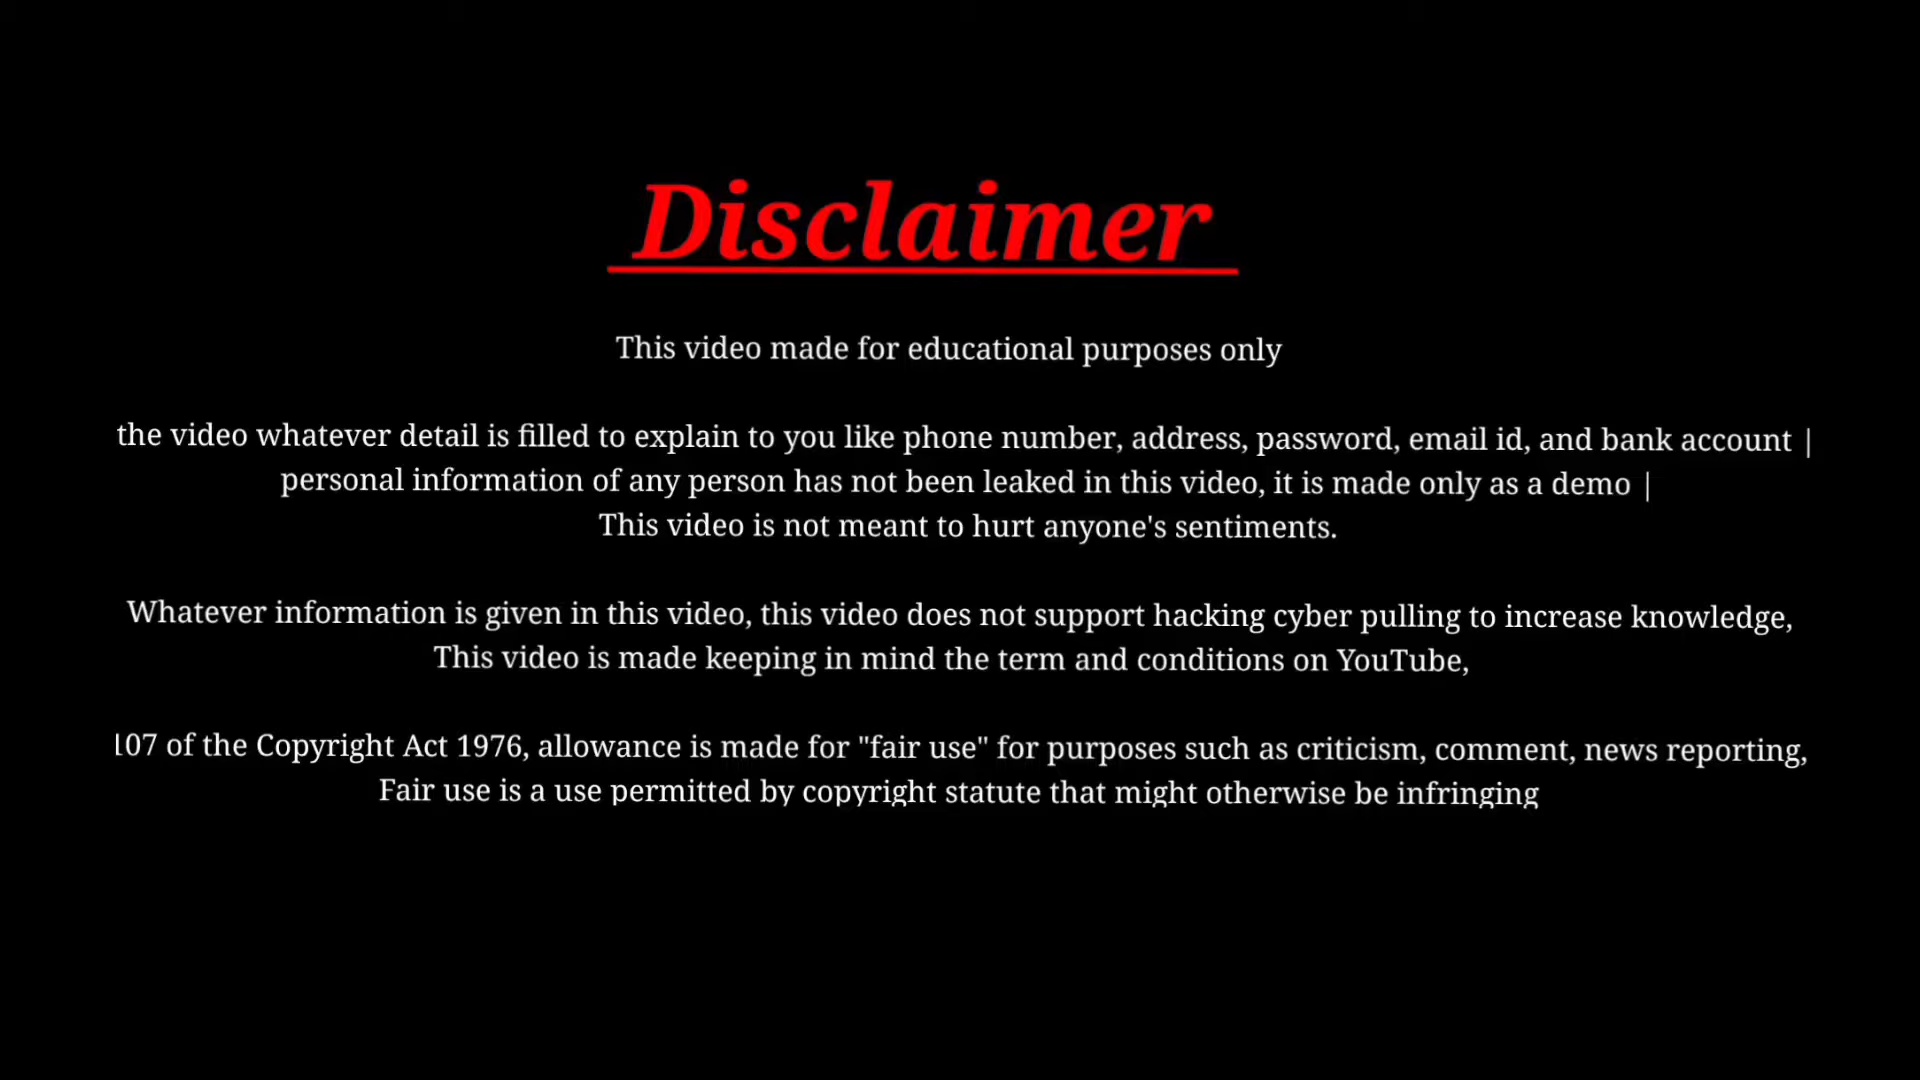 Disclaimer
This video made for educational purposes only
the video whatever detail is filled to explain to you like phone number, address, password, email id, and bank account |
personal information of any person has not been leaked in this video, it is made only as a demo |
This video is not meant to hurt anyone's sentiments.
Whatever information is given in this video, this video does not support hacking cyber pulling to increase knowledge,
This video is made keeping in mind the term and conditions on YouTube,
107 of the Copyright Act 1976, allowance is made for "fair use" for purposes such as criticism, comment, news reporting,
Fair use is a use permitted by copyright statute that might otherwise be infringing